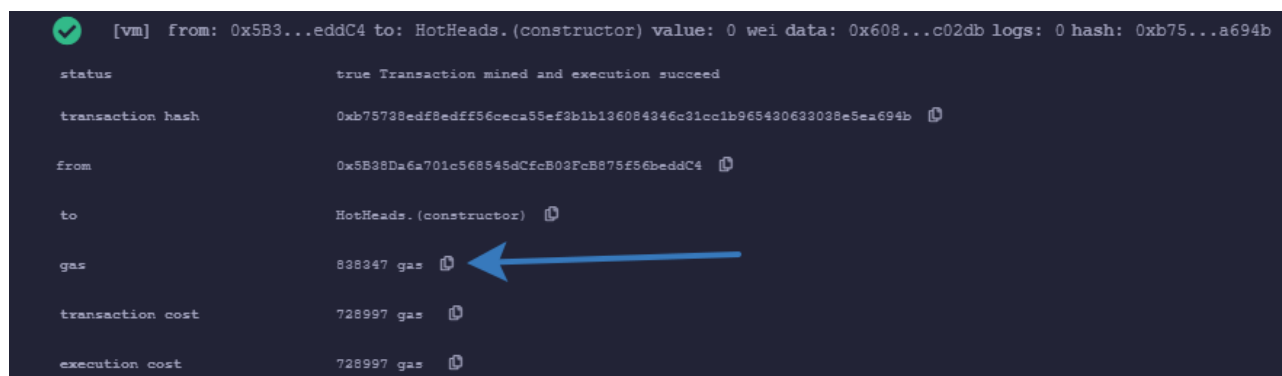 [vm] from: 0x5B3...eddC4 to: HotHeads.(constructor) value: 0 wei data: 0x608...c02db logs: 0 hash: 0xb75...a694b
status true Transaction mined and execution succeed
transaction hash 0xb75738edf8edff56ceca55ef3b1b136084346c31cc1b965430633038e5ea694b
from 0x5B38Da6a701c568545dCfcB03FcB875f56beddC4
to HotHeads.(constructor)
gas 838347 gas
transaction cost 728997 gas
execution cost 728997 gas